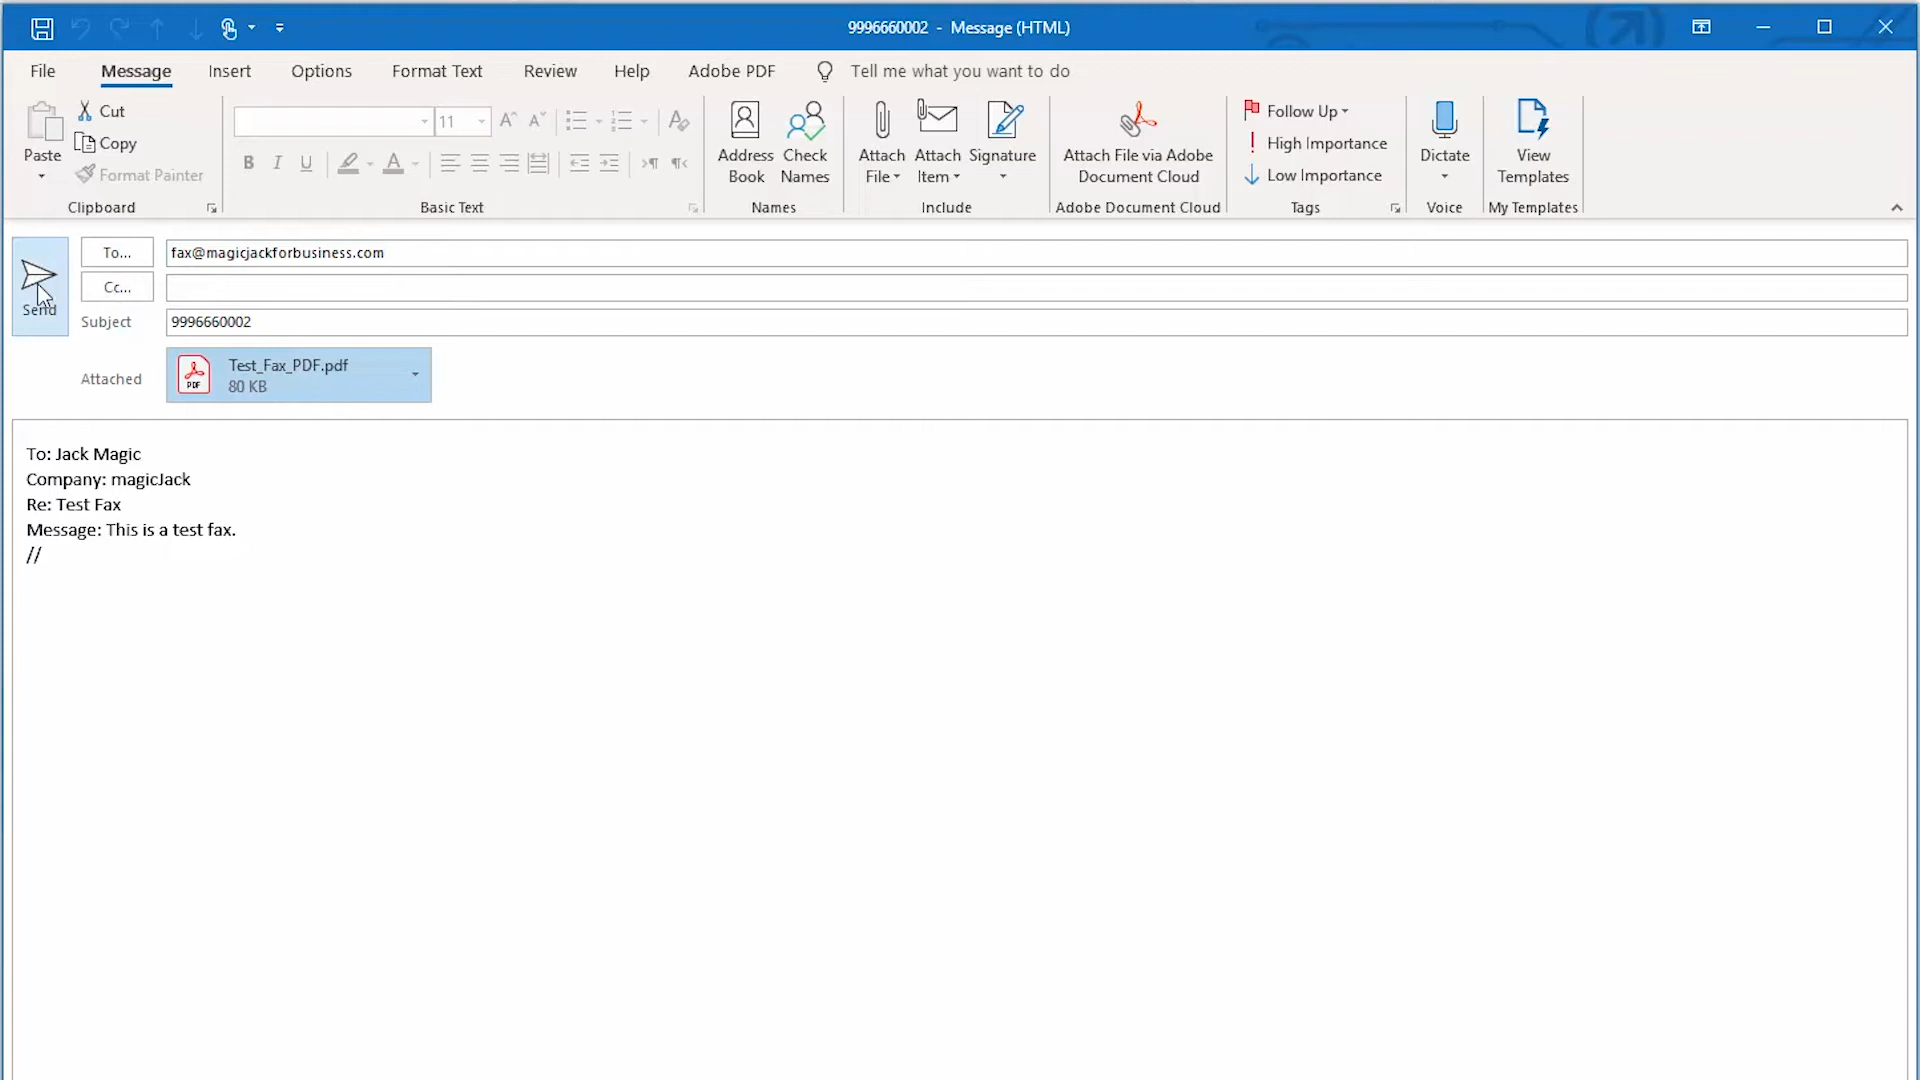 9996660002 - Message (HTML)
File Message Insert Options Format Text Review Help Adobe PDF Tell me what you want to do
Paste
Cut
Copy
Format Painter
Clipboard
11
B I U A
Basic Text
Address Book
Check Names
Names
Attach File
Attach Item
Signature
Include
Attach File via Adobe
Document Cloud
Adobe Document Cloud
Follow Up
High Importance
Low Importance
Tags
Dictate
Voice
View
Templates
My Templates
Send
To... fax@magicjackforbusiness.com
Cc...
Subject 9996660002
Attached
PDF
Test_Fax_PDF.pdf
80 KB
To: Jack Magic
Company: magicJack
Re: Test Fax
Message: This is a test fax.
//